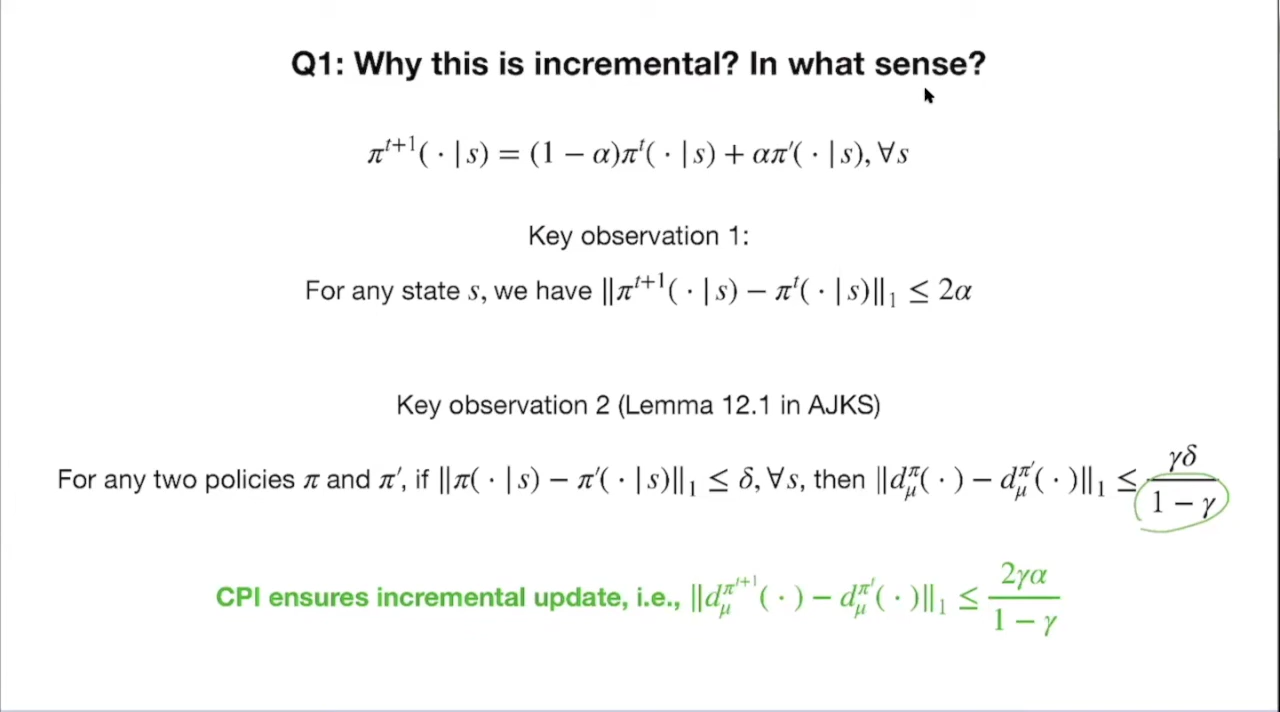 Q1: Why this is incremental? In what sense?
π^{t+1}( · | s) = (1 − α)π^t( · | s) + απ′( · | s), ∀s
Key observation 1:
For any state s, we have ||π^{t+1}( · | s) − π^t( · | s)||_1 ≤ 2α
Key observation 2 (Lemma 12.1 in AJKS)
For any two policies π and π′, if ||π( · | s) − π′( · | s)||_1 ≤ δ, ∀s, then ||d_μ^π( · ) − d_μ^{π′}( · )||_1 ≤ γδ / (1 − γ)
CPI ensures incremental update, i.e., ||d_μ^{π^{t+1}}( · ) − d_μ^{π^t}( · )||_1 ≤ 2γα / (1 − γ)